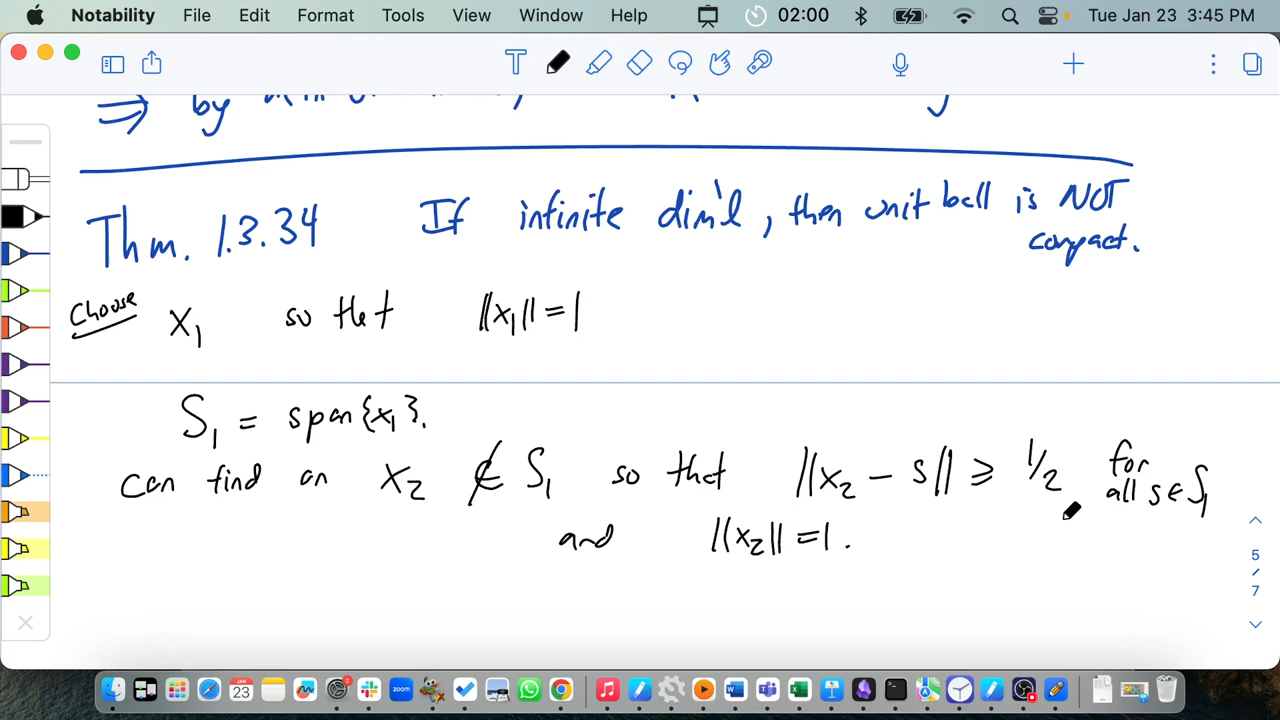 Notability File Edit Format Tools View Window Help 02:00 Tue Jan 23 3:45 PM
⇒ by
Thm. 1.3.34 If infinite dim'l, then unit ball is NOT
compact.
Choose x₁ so that ||x₁|| = 1
S₁ = span{x₁}.
can find an x₂ ∉ S₁ so that ||x₂ - s|| ≥ 1/2 for
all s ∈ S₁
and ||x₂|| = 1.
5
/
7